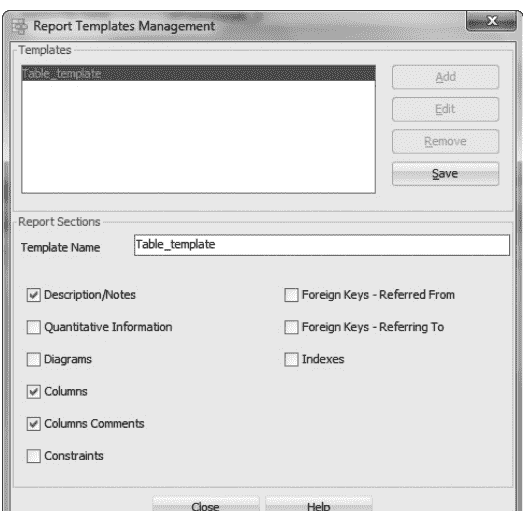 Report Templates Management
x
Templates
Table_template
Add
Edit
Remove
Save
Report Sections
Template Name Table_template
Description/Notes
Foreign Keys - Referred From
Quantitative Information
Foreign Keys - Referring To
Diagrams
Indexes
Columns
Columns Comments
Constraints
Close
Help